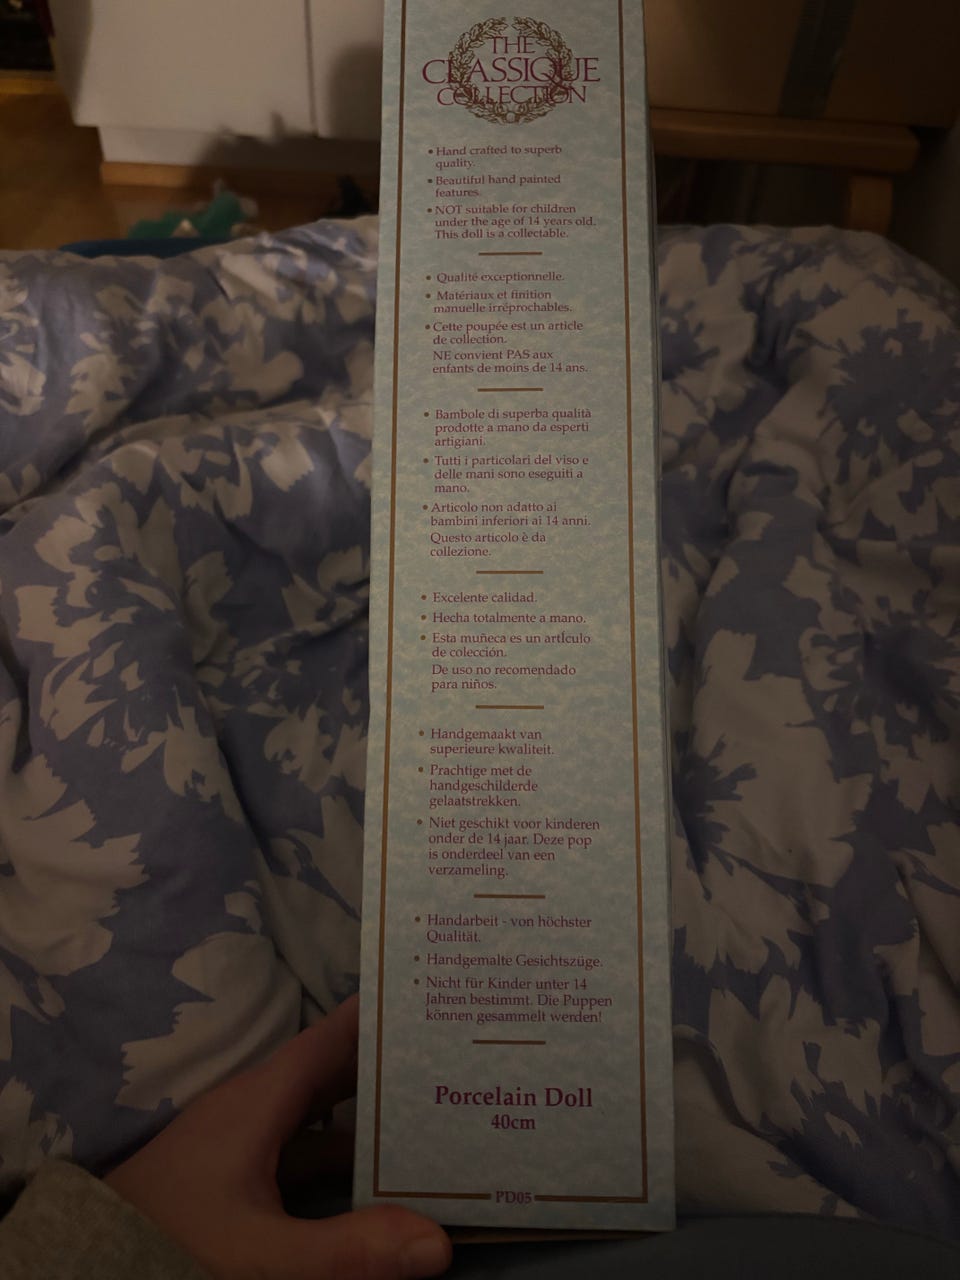 THE
CLASSIQUE
COLLECTION
• Hand crafted to superb
quality.
• Beautiful hand painted
features.
• NOT suitable for children
under the age of 14 years old.
This doll is a collectable.
• Qualité exceptionnelle.
• Matériaux et finition
manuelle irréprochables.
• Cette poupée est un article
de collection.
NE convient PAS aux
enfants de moins de 14 ans.
• Bambole di superba qualità
prodotte a mano da esperti
artigiani.
• Tutti i particolari del viso e
delle mani sono eseguiti a
mano.
• Articolo non adatto ai
bambini inferiori ai 14 anni.
Questo articolo è da
collezione.
• Excelente calidad.
• Hecha totalmente a mano.
• Esta muñeca es un artículo
de colección.
De uso no recomendado
para niños.
• Handgemaakt van
superieure kwaliteit.
• Prachtige met de
handgeschilderde
gelaatstrekken.
• Niet geschikt voor kinderen
onder de 14 jaar. Deze pop
is onderdeel van een
verzameling.
• Handarbeit - von höchster
Qualität.
• Handgemalte Gesichtszüge.
• Nicht für Kinder unter 14
Jahren bestimmt. Die Puppen
können gesammelt werden!
Porcelain Doll
40cm
PD05